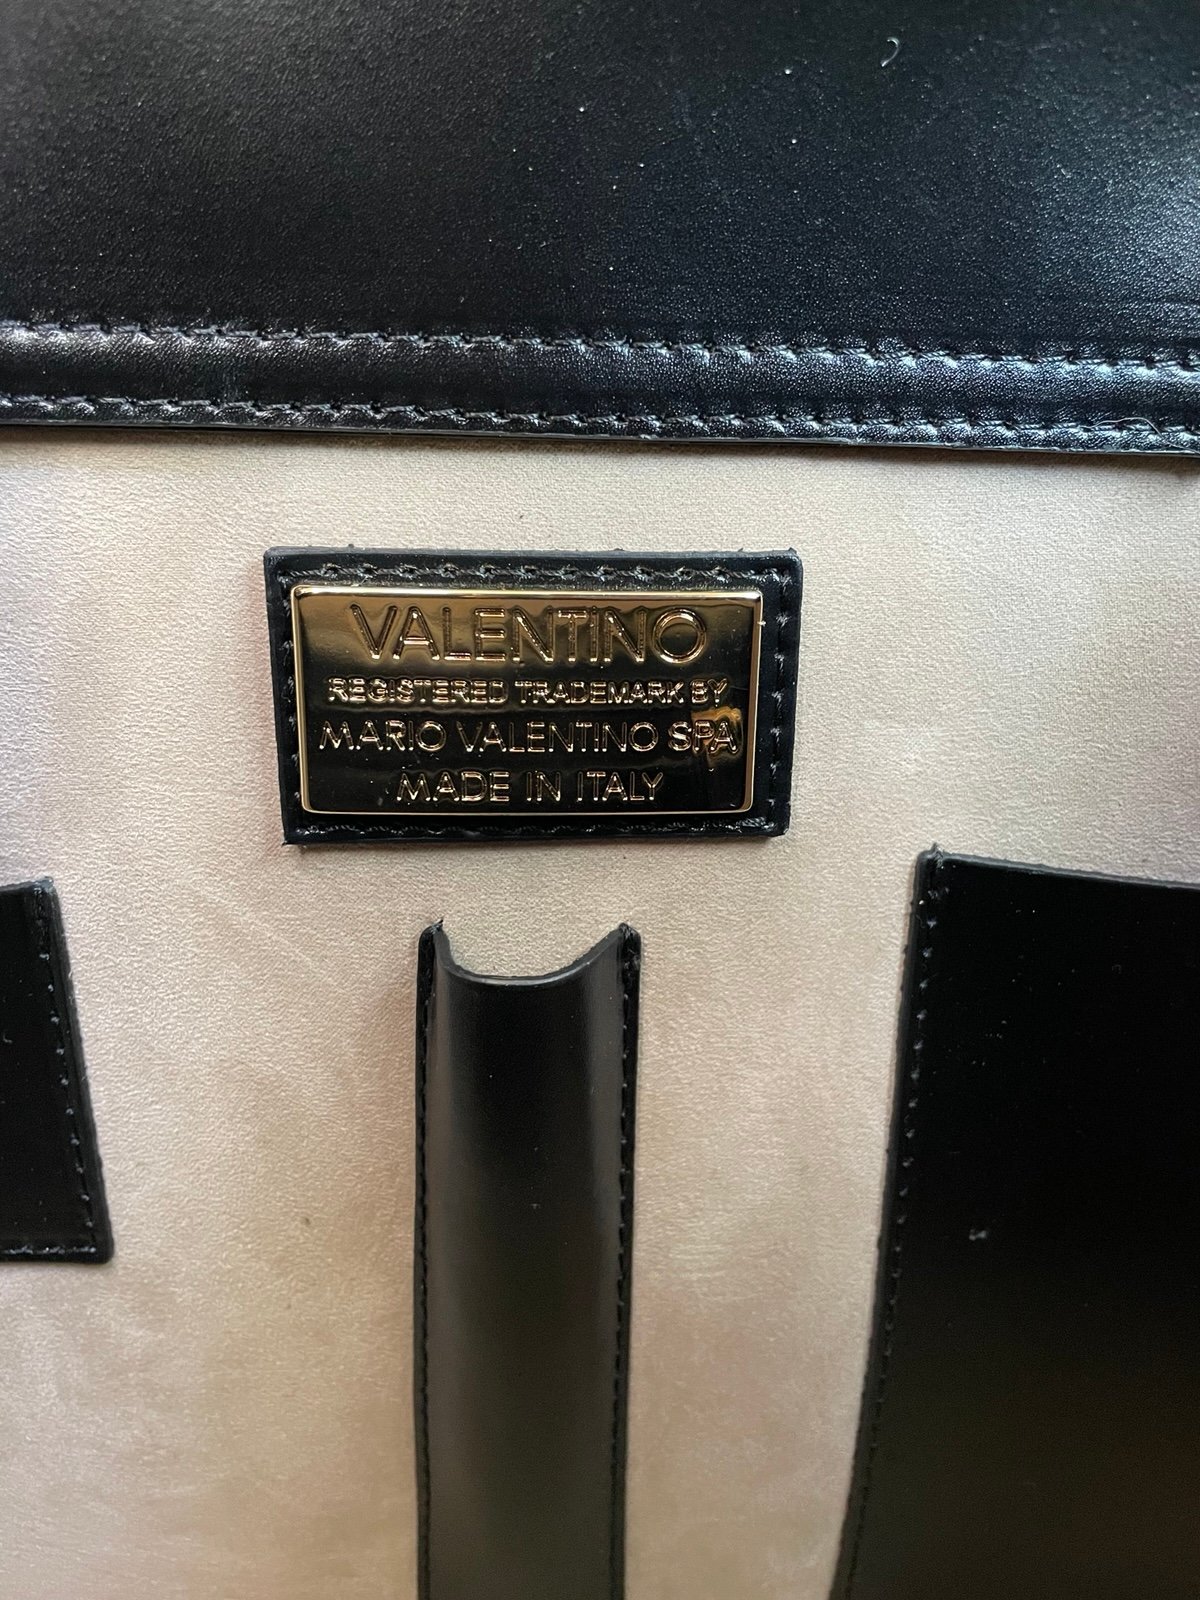 VALENTINO
REGISTERED TRADEMARK BY
MARIO VALENTINO SPA
MADE IN ITALY